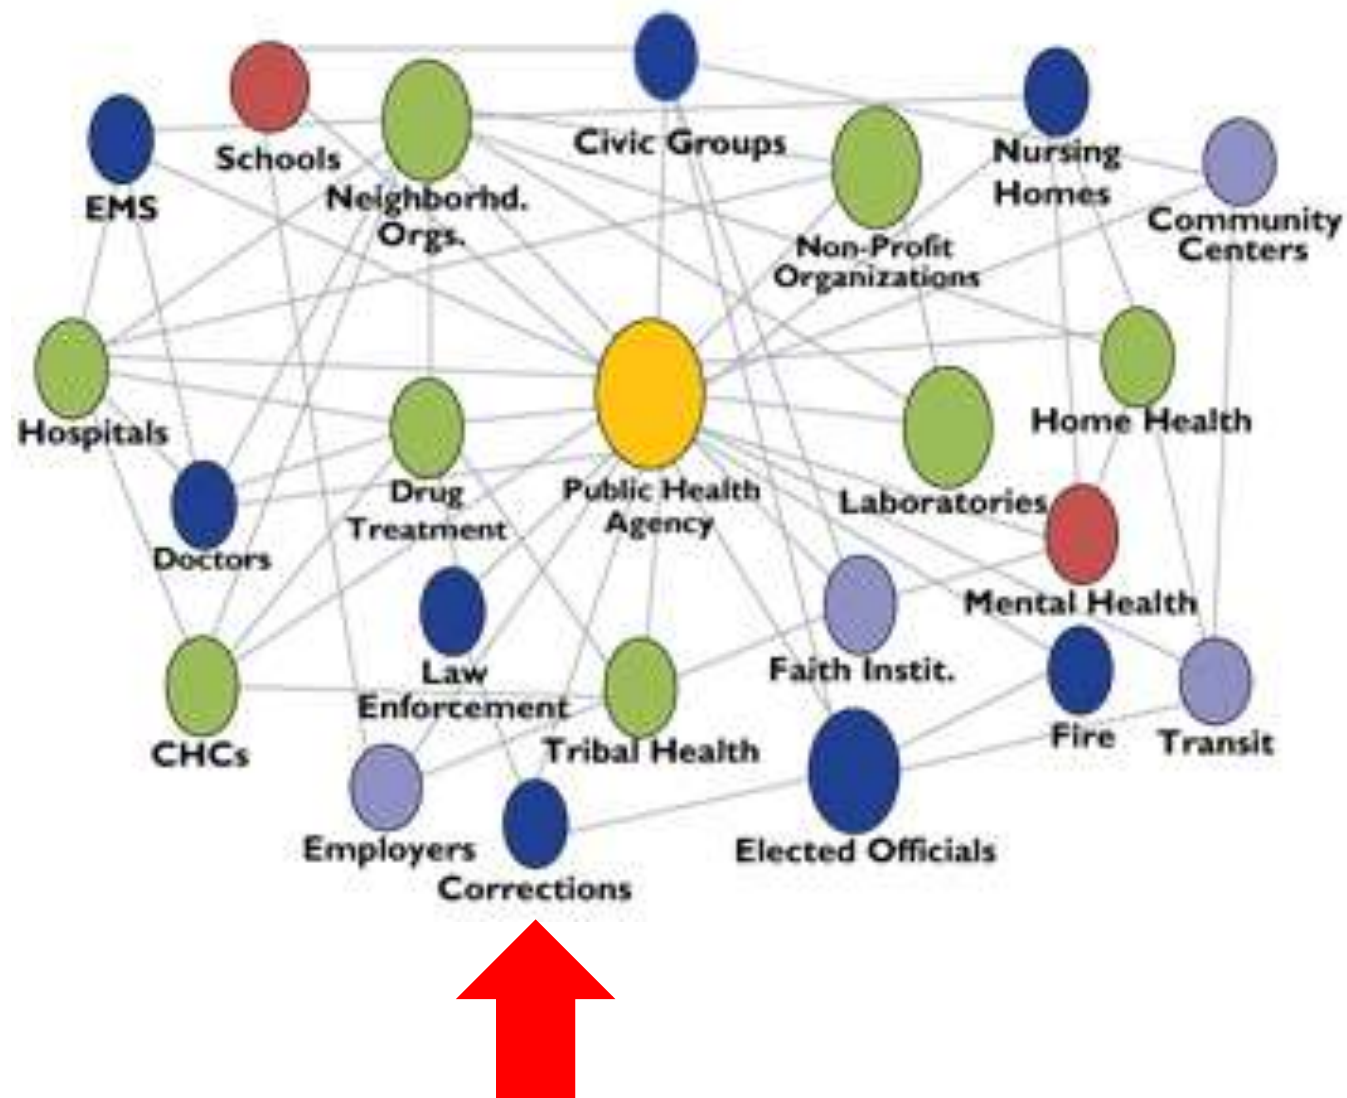 Civic Groups
Schools
Nursing
Homes
Neighborhd.
Orgs.
EMS
Community
Centers
Non-Profit
Organizations
Hospitals
Home Health
Drug
Treatment
Public Health
Agency
Laboratories
Doctors
Mental Health
Law
Enforcement
Faith Instit.
CHCs
Tribal Health
Fire
Transit
Employers
Elected Officials
Corrections